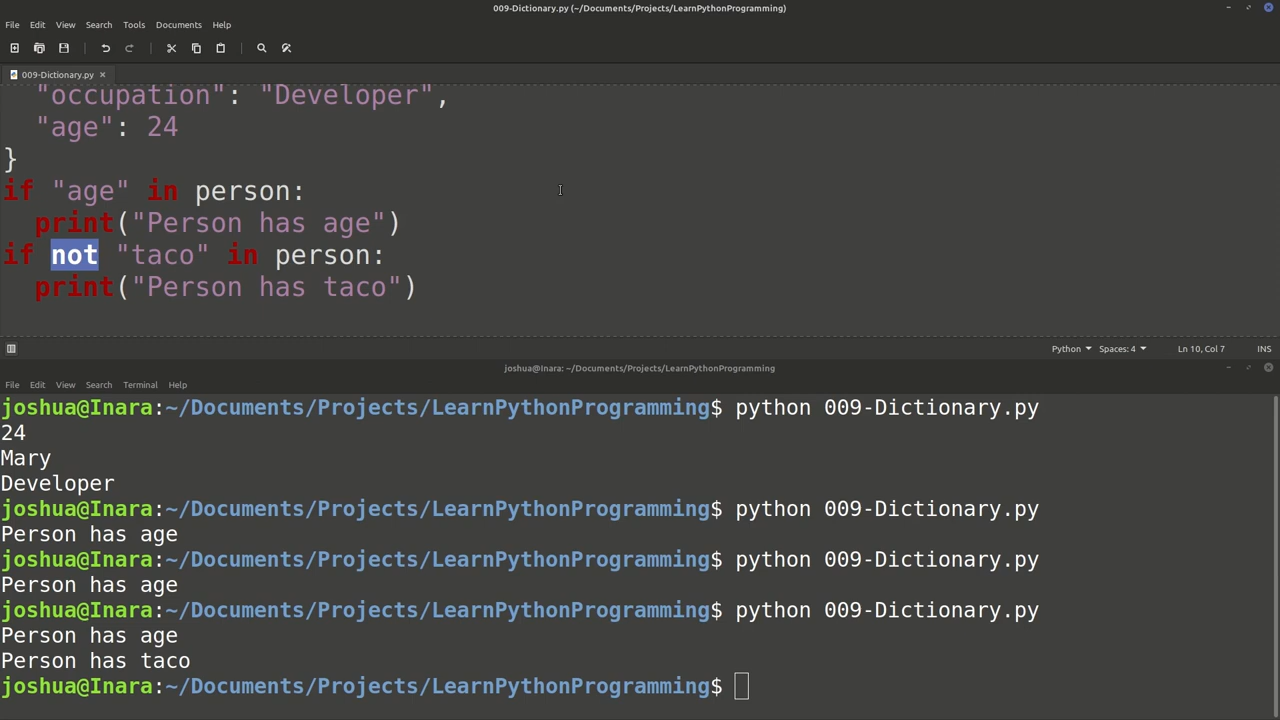 009-Dictionary.py (~/Documents/Projects/LearnPythonProgramming)
File Edit View Search Tools Documents Help
009-Dictionary.py
"occupation": "Developer",
"age": 24
}
if "age" in person:
print("Person has age")
if not "taco" in person:
print("Person has taco")
Python Spaces: 4 Ln 10, Col 7 INS
joshua@Inara: ~/Documents/Projects/LearnPythonProgramming
File Edit View Search Terminal Help
joshua@Inara:~/Documents/Projects/LearnPythonProgramming$ python 009-Dictionary.py
24
Mary
Developer
joshua@Inara:~/Documents/Projects/LearnPythonProgramming$ python 009-Dictionary.py
Person has age
joshua@Inara:~/Documents/Projects/LearnPythonProgramming$ python 009-Dictionary.py
Person has age
joshua@Inara:~/Documents/Projects/LearnPythonProgramming$ python 009-Dictionary.py
Person has age
Person has taco
joshua@Inara:~/Documents/Projects/LearnPythonProgramming$